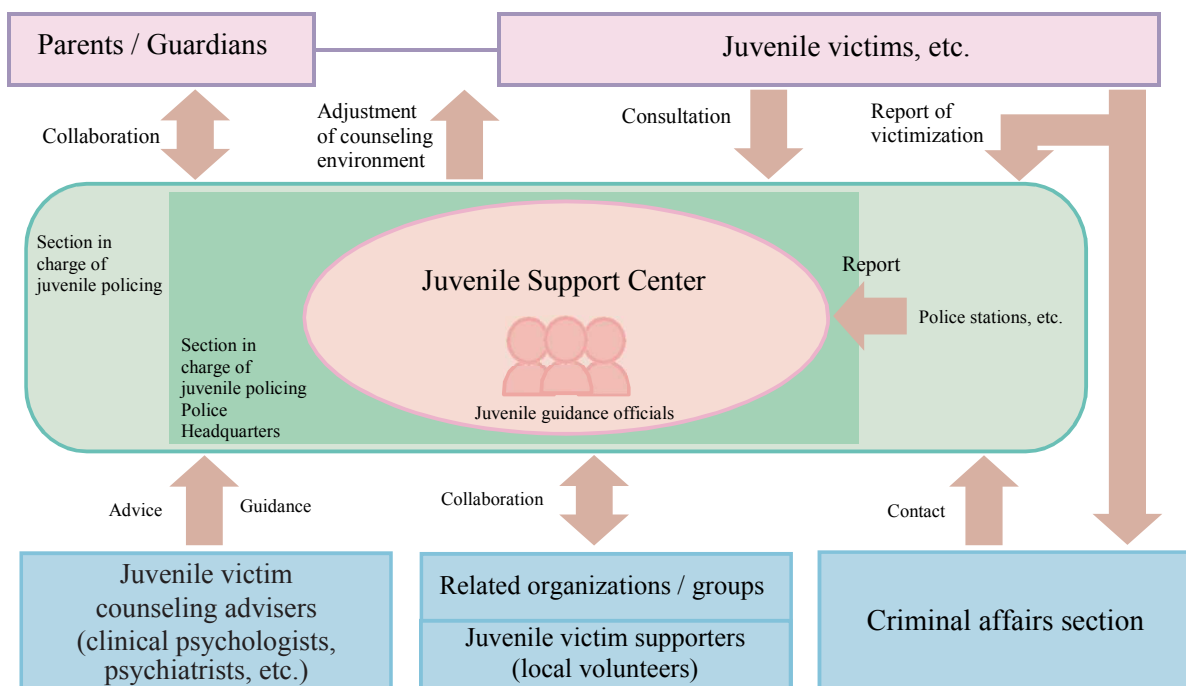 Parents / Guardians
Juvenile victims, etc.
Collaboration
Adjustment
of counseling
environment
Consultation
Report of
victimization
Section in
charge of
juvenile policing
Juvenile Support Center
Report
Police stations, etc.
Section in
charge of
juvenile policing
Police
Headquarters
Juvenile guidance officials
Advice
Guidance
Collaboration
Contact
Juvenile victim
counseling advisers
(clinical psychologists,
psychiatrists, etc.)
Related organizations / groups
Juvenile victim supporters
(local volunteers)
Criminal affairs section